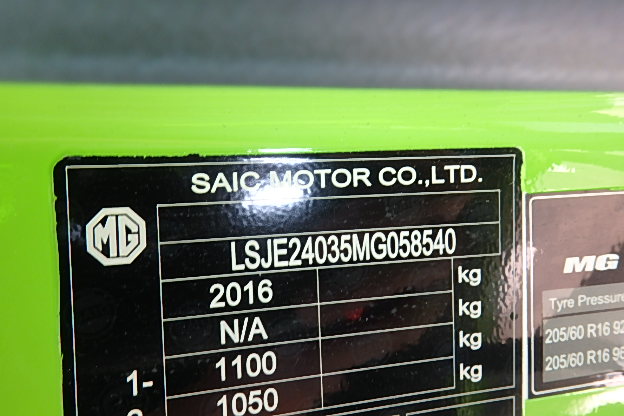 SAIC MOTOR CO.,LTD.
MG
LSJE24035MG058540
2016 kg
N/A kg
1-
1100 kg
1050
MG
Tyre Pressure
205/60 R16 92
205/60 R16